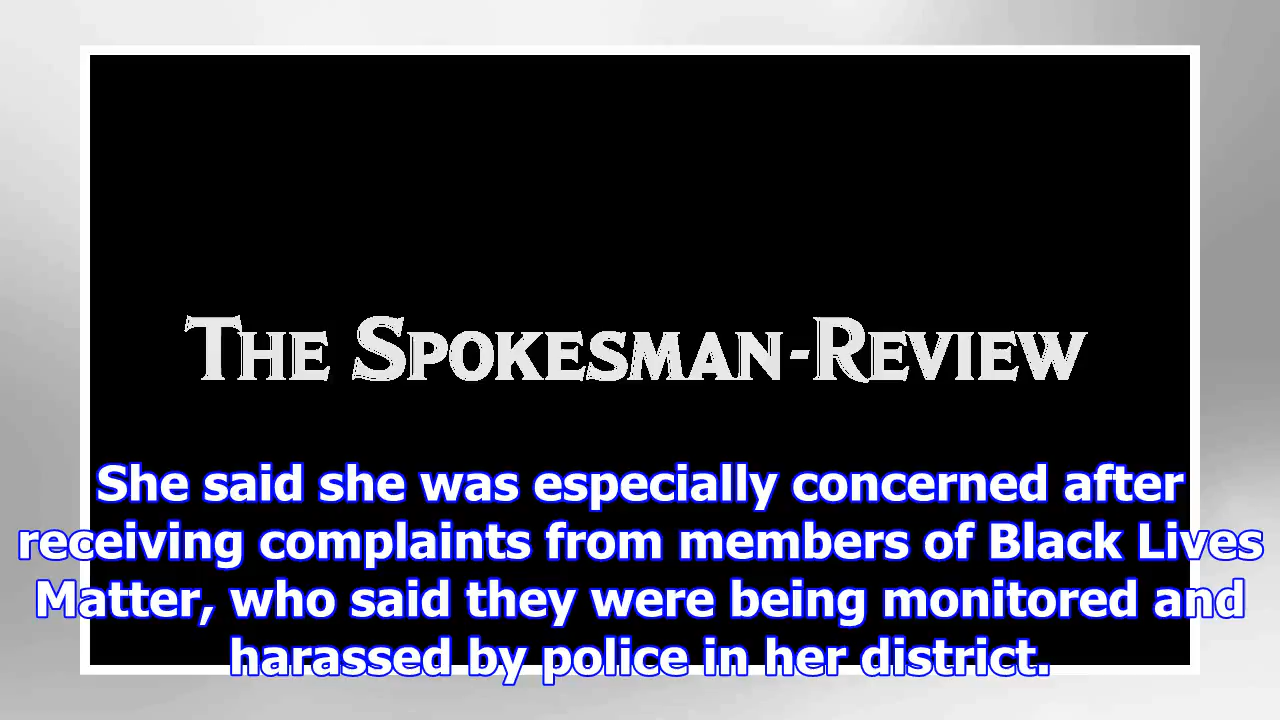 The Spokesman-Review
She said she was especially concerned after
receiving complaints from members of Black Lives
Matter, who said they were being monitored and
harassed by police in her district.